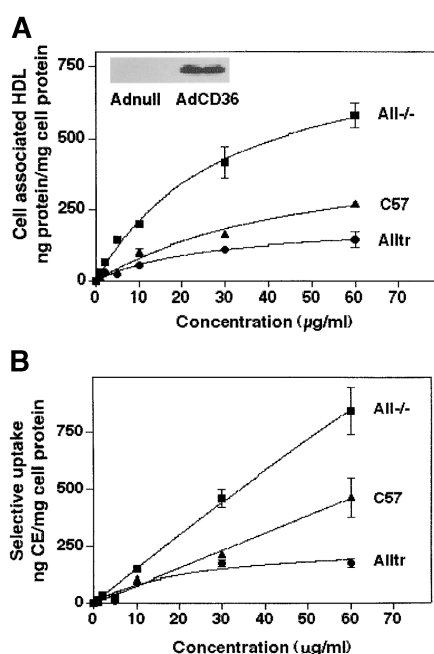 A
Cell associated HDL
ng protein/mg cell protein
750
500
250
0
Adnull AdCD36
AII-/-
C57
AIItr
0 10 20 30 40 50 60 70
Concentration (µg/ml)
B
Selective uptake
ng CE/mg cell protein
750
500
250
0
AII-/-
C57
AIItr
0 10 20 30 40 50 60 70
Concentration (µg/ml)